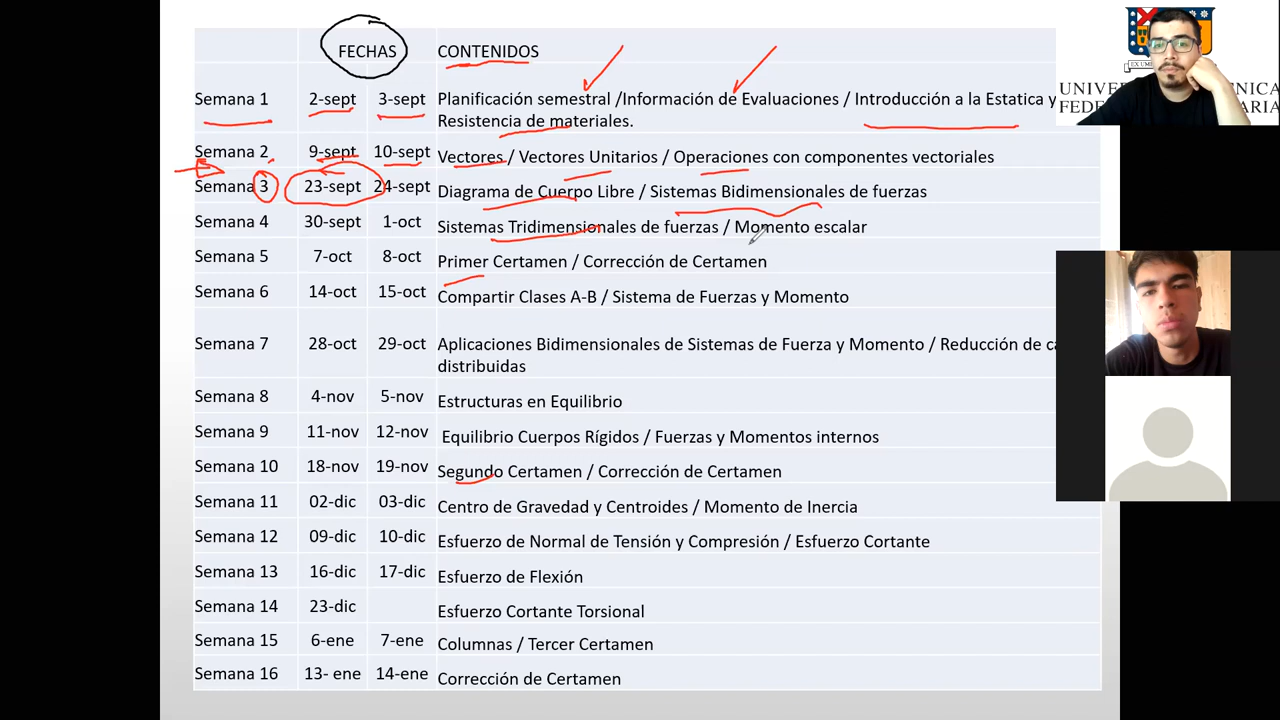 FECHAS CONTENIDOS
Semana 1 2-sept 3-sept Planificación semestral /Información de Evaluaciones / Introducción a la Estatica y
Resistencia de materiales.
Semana 2 9-sept 10-sept Vectores / Vectores Unitarios / Operaciones con componentes vectoriales
Semana 3 23-sept 24-sept Diagrama de Cuerpo Libre / Sistemas Bidimensionales de fuerzas
Semana 4 30-sept 1-oct Sistemas Tridimensionales de fuerzas / Momento escalar
Semana 5 7-oct 8-oct Primer Certamen / Corrección de Certamen
Semana 6 14-oct 15-oct Compartir Clases A-B / Sistema de Fuerzas y Momento
Semana 7 28-oct 29-oct Aplicaciones Bidimensionales de Sistemas de Fuerza y Momento / Reducción de
distribuidas
Semana 8 4-nov 5-nov Estructuras en Equilibrio
Semana 9 11-nov 12-nov Equilibrio Cuerpos Rígidos / Fuerzas y Momentos internos
Semana 10 18-nov 19-nov Segundo Certamen / Corrección de Certamen
Semana 11 02-dic 03-dic Centro de Gravedad y Centroides / Momento de Inercia
Semana 12 09-dic 10-dic Esfuerzo de Normal de Tensión y Compresión / Esfuerzo Cortante
Semana 13 16-dic 17-dic Esfuerzo de Flexión
Semana 14 23-dic Esfuerzo Cortante Torsional
Semana 15 6-ene 7-ene Columnas / Tercer Certamen
Semana 16 13- ene 14-ene Corrección de Certamen